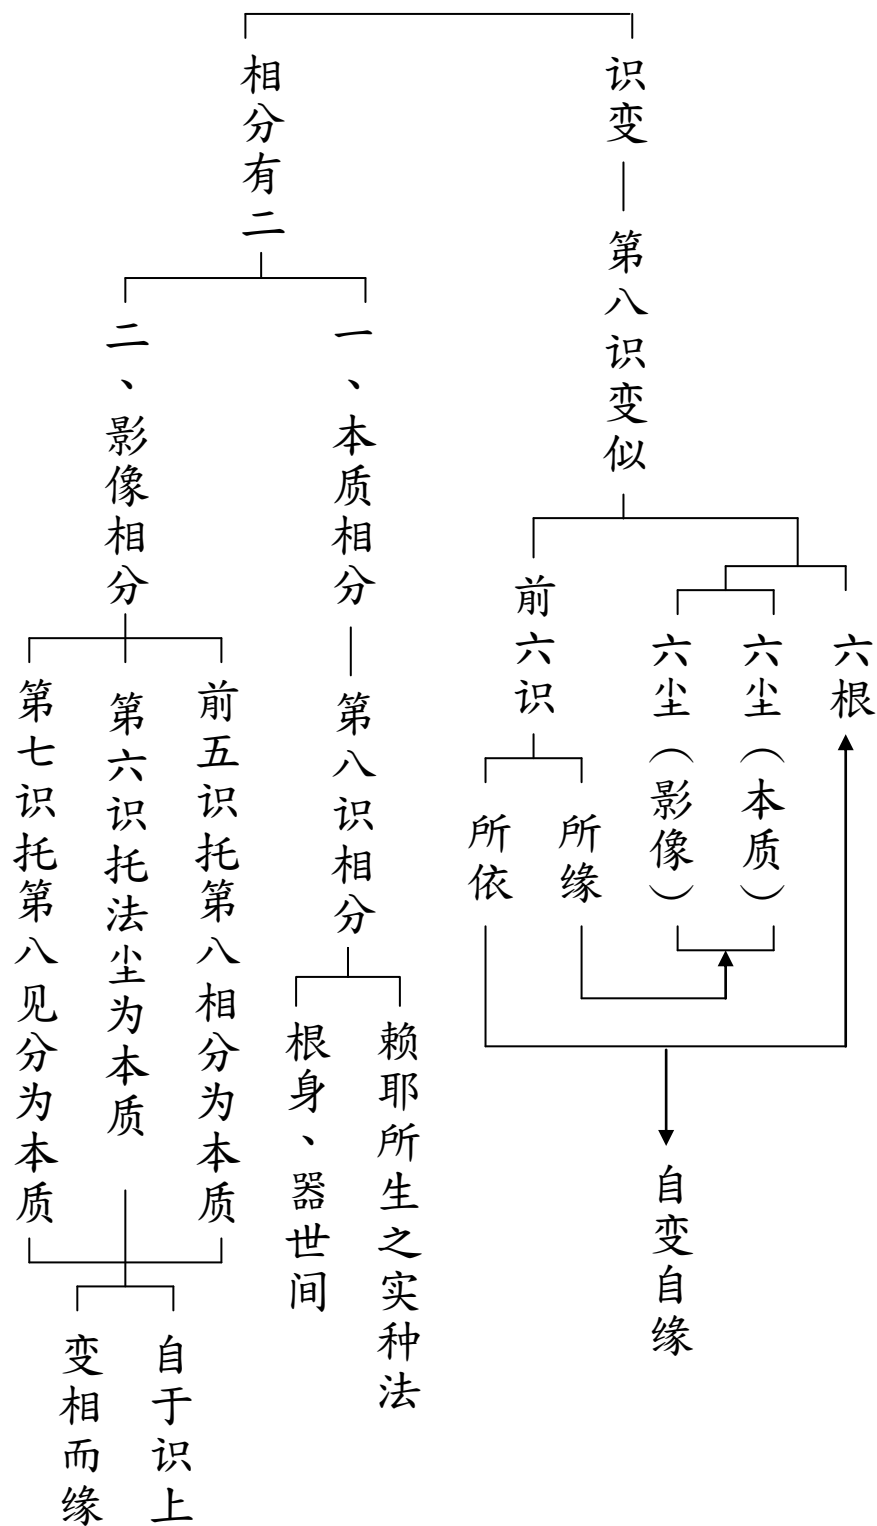 识变
第八识变似
六根
六尘（本质）
六尘（影像）
前六识
所缘
所依
自变自缘
相分有二
一、本质相分
第八识相分
赖耶所生之实种法
根身、器世间
二、影像相分
前五识托第八相分为本质
第六识托法尘为本质
第七识托第八见分为本质
自于识上
变相而缘